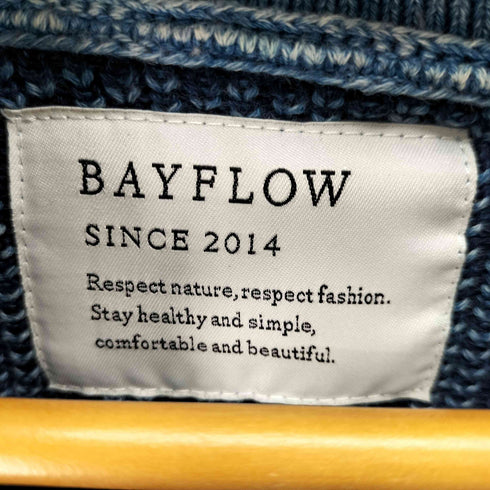 BAYFLOW
SINCE 2014
Respect nature, respect fashion.
Stay healthy and simple,
comfortable and beautiful.